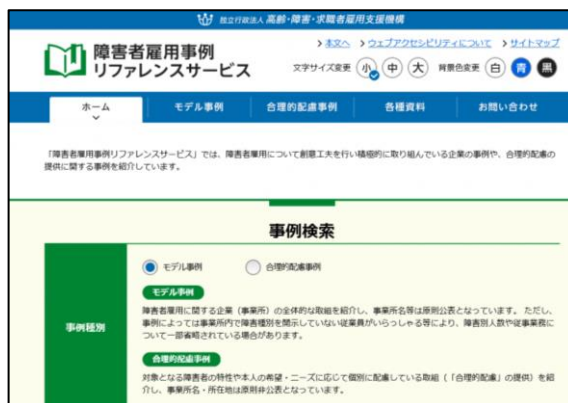 独立行政法人 高齢・障害・求職者雇用支援機構
本文へ ウェブアクセシビリティについて サイトマップ
障害者雇用事例
リファレンスサービス
文字サイズ変更 小 中 大 背景色変更 白 青 黒
ホーム モデル事例 合理的配慮事例 各種資料 お問い合わせ
「障害者雇用事例リファレンスサービス」では、障害者雇用について創意工夫を行い積極的に取り組んでいる企業の事例や、合理的配慮の
提供に関する事例を紹介しています。
事例検索
事例種別
モデル事例 合理的配慮事例
モデル事例
障害者雇用に関する企業（事業所）の全体的な取組を紹介し、事業所名等は原則公表となっています。 ただし、
事例によっては事業所内で障害種別を開示していない従業員がいらっしゃる等により、障害別人数や従事業務に
ついて一部省略されている場合があります。
合理的配慮事例
対象となる障害者の特性や本人の希望・ニーズに応じて個別に配慮している取組（「合理的配慮」の提供）を紹
介し、事業所名・所在地は原則非公表となっています。